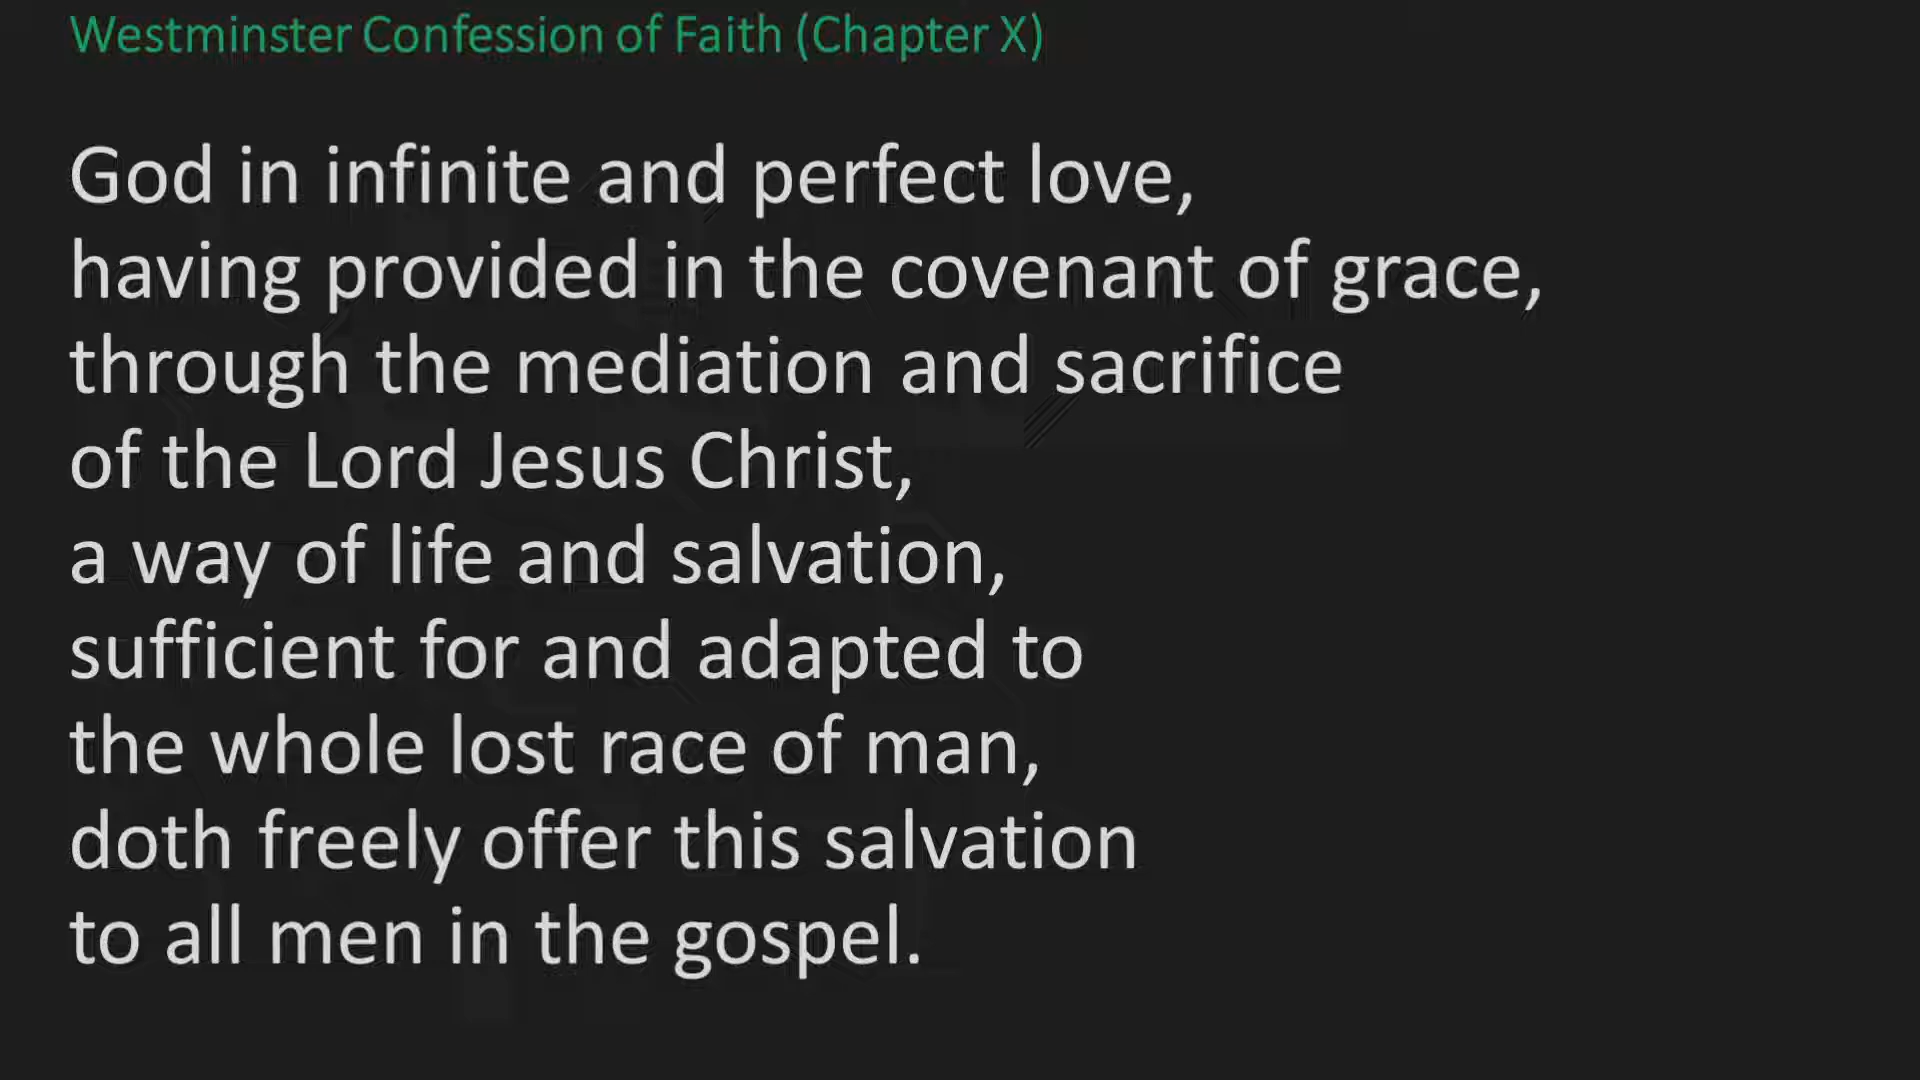 Westminster Confession of Faith (Chapter X)
God in infinite and perfect love,
having provided in the covenant of grace,
through the mediation and sacrifice
of the Lord Jesus Christ,
a way of life and salvation,
sufficient for and adapted to
the whole lost race of man,
doth freely offer this salvation
to all men in the gospel.